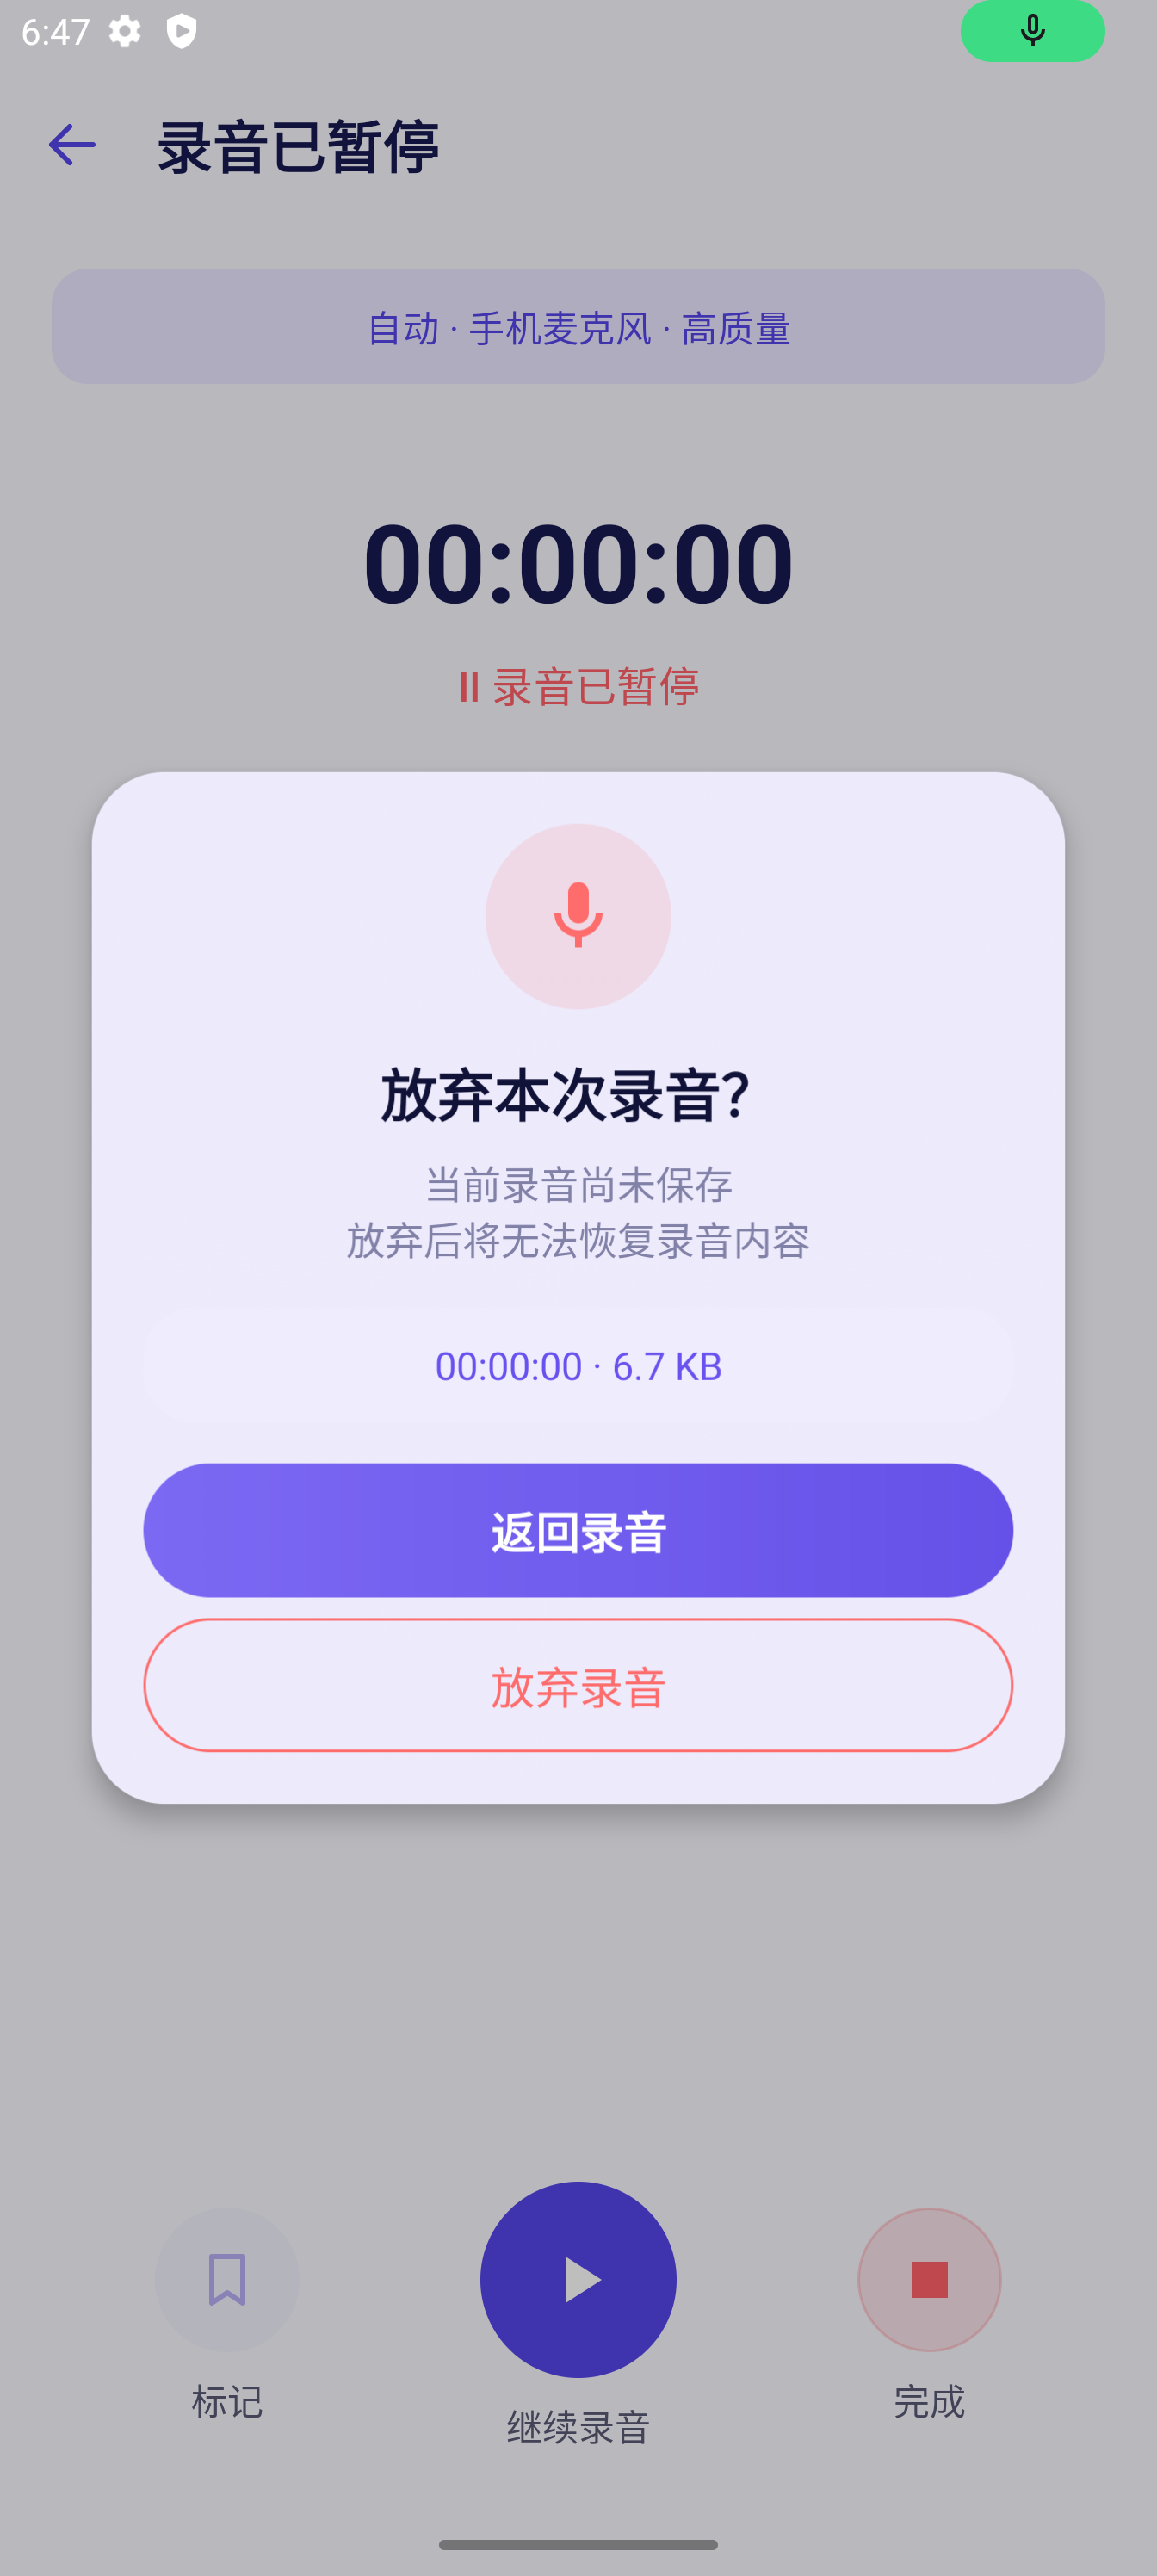 6:47
录音已暂停
自动 · 手机麦克风 · 高质量
00:00:00
录音已暂停
放弃本次录音?
当前录音尚未保存
放弃后将无法恢复录音内容
00:00:00 · 6.7 KB
返回录音
放弃录音
标记
继续录音
完成